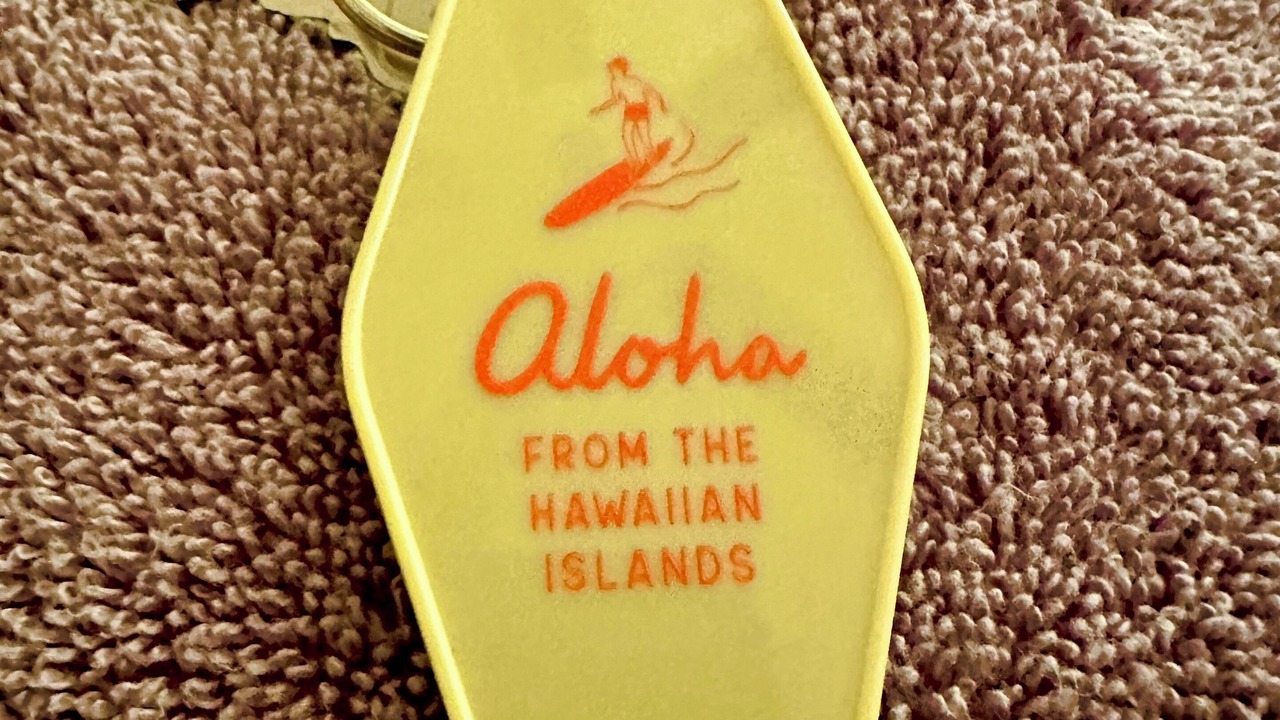 Aloha
FROM THE
HAWAIIAN
ISLANDS